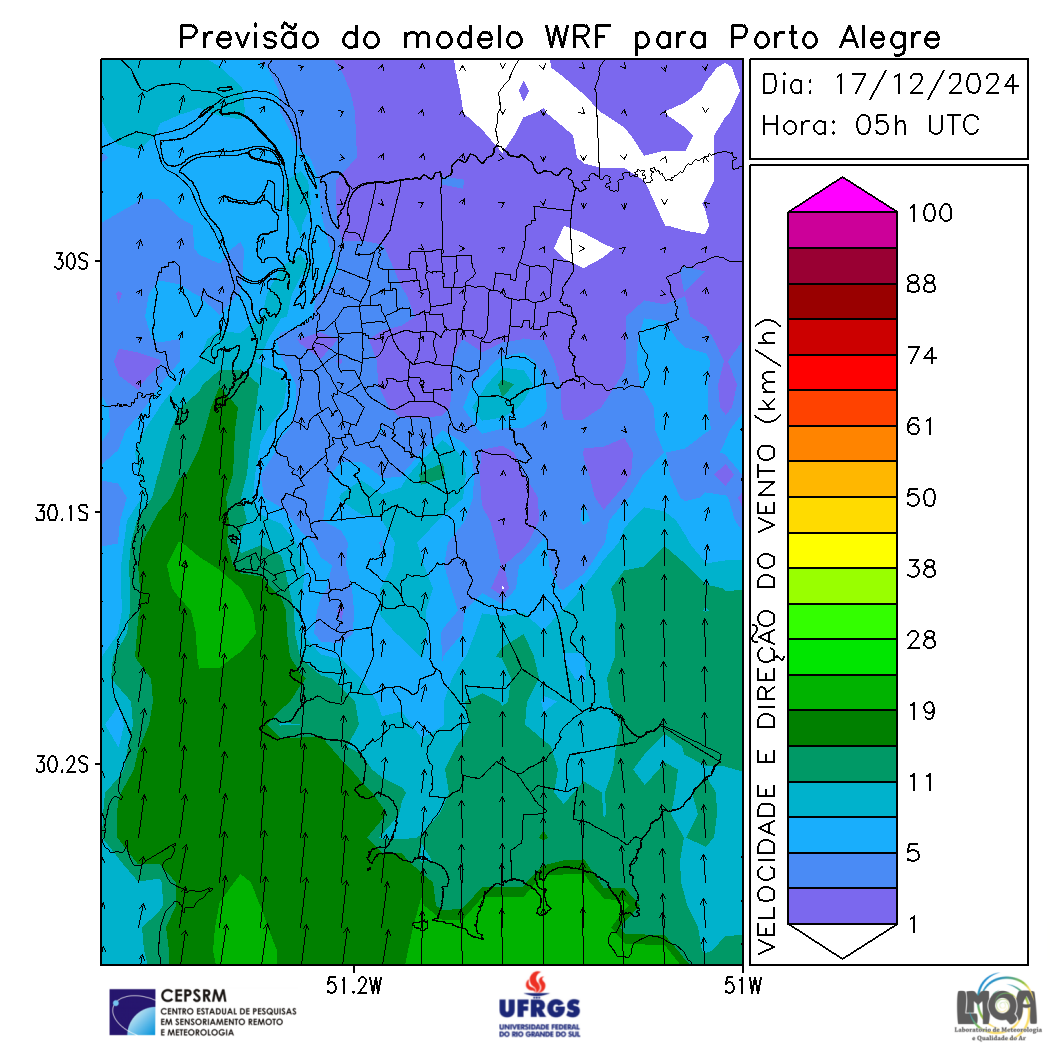 Previsão do modelo WRF para Porto Alegre
Dia: 17/12/2024
Hora: 05h UTC
30S
30.1S
30.2S
51.2W
51W
VELOCIDADE E DIREÇÃO DO VENTO (km/h)
100
88
74
61
50
38
28
19
11
5
1
CEPSRM
CENTRO ESTADUAL DE PESQUISAS
EM SENSORIAMENTO REMOTO
E METEOROLOGIA
UFRGS
UNIVERSIDADE FEDERAL
DO RIO GRANDE DO SUL
LMQA
Laboratório de Meteorologia
e Qualidade do Ar